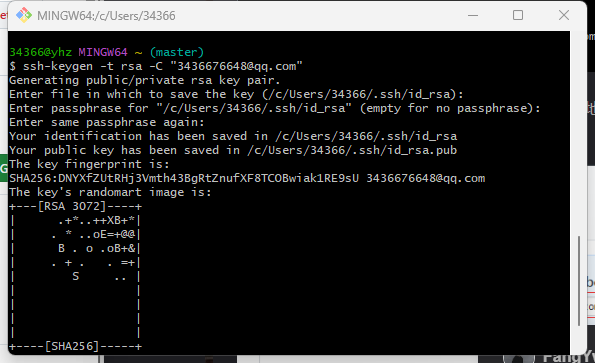 MINGW64:/c/Users/34366
34366@yhz MINGW64 ~ (master)
$ ssh-keygen -t rsa -C "3436676648@qq.com"
Generating public/private rsa key pair.
Enter file in which to save the key (/c/Users/34366/.ssh/id_rsa):
Enter passphrase for "/c/Users/34366/.ssh/id_rsa" (empty for no passphrase):
Enter same passphrase again:
Your identification has been saved in /c/Users/34366/.ssh/id_rsa
Your public key has been saved in /c/Users/34366/.ssh/id_rsa.pub
The key fingerprint is:
SHA256:DNYXfZUtRHj3Vmth43BgRtZnufXF8TCOBwiak1RE9sU 3436676648@qq.com
The key's randomart image is:
+---[RSA 3072]----+
|      .+*..++XB+*|
|     . * ..oE=+@@|
|      B . o .oB+&|
|     . + .   . =+|
|        S     .. |
|                 |
|                 |
|                 |
|                 |
+----[SHA256]-----+